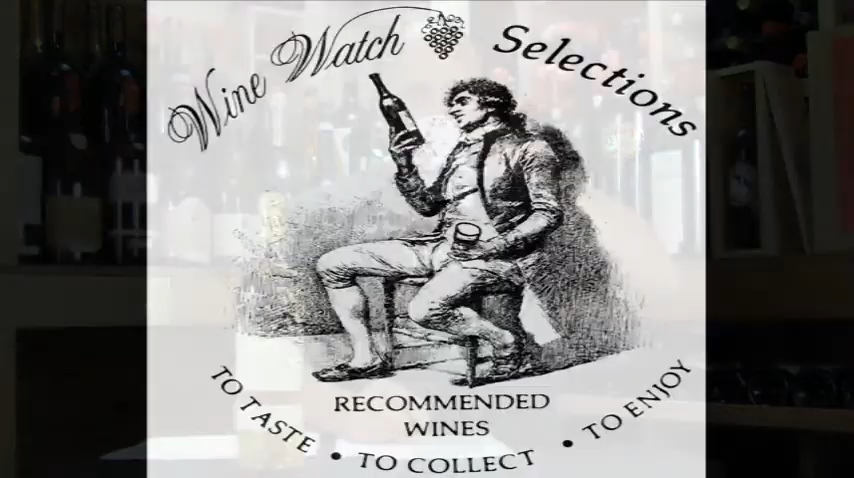 Wine Watch Selections
RECOMMENDED
WINES
TO TASTE • TO COLLECT • TO ENJOY